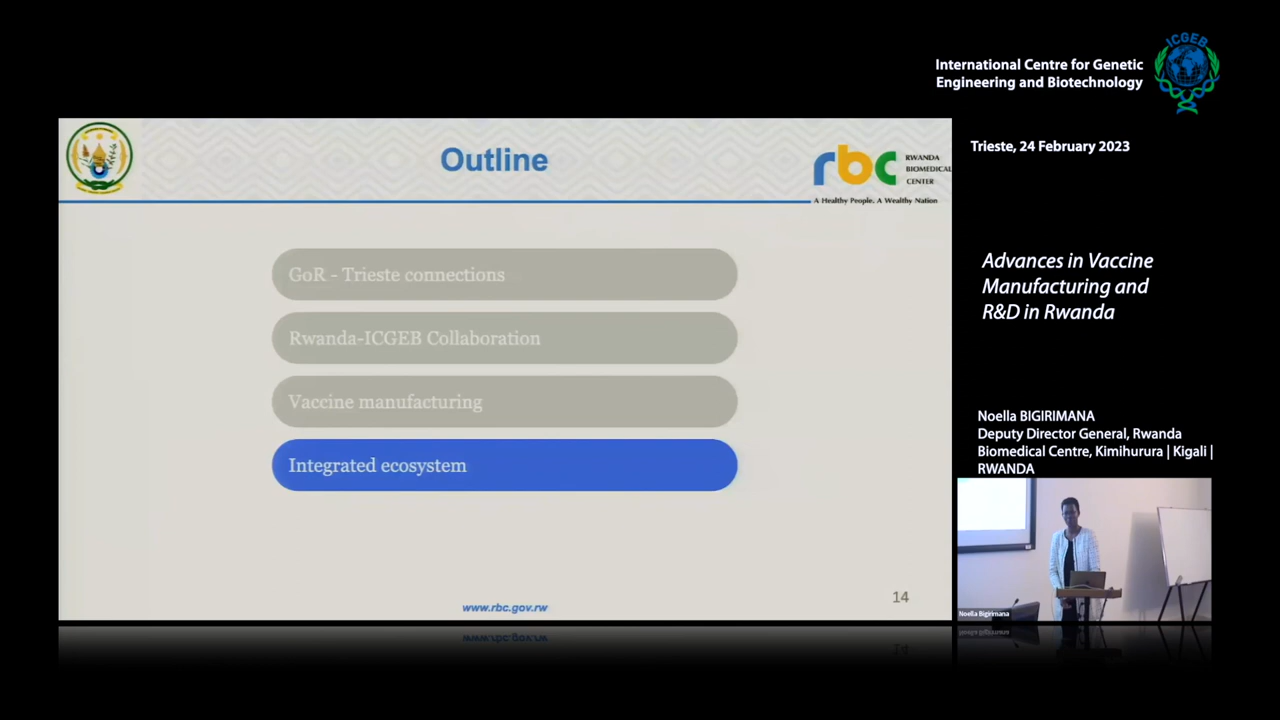 ICGEB
International Centre for Genetic
Engineering and Biotechnology
Trieste, 24 February 2023
Outline
rbc
RWANDA
BIOMEDICAL
CENTER
A Healthy People, A Wealthy Nation
GoR - Trieste connections
Rwanda-ICGEB Collaboration
Vaccine manufacturing
Integrated ecosystem
www.rbc.gov.rw
14
Advances in Vaccine
Manufacturing and
R&D in Rwanda
Noella BIGIRIMANA
Deputy Director General, Rwanda
Biomedical Centre, Kimihurura | Kigali |
RWANDA
Noella Bigirimana